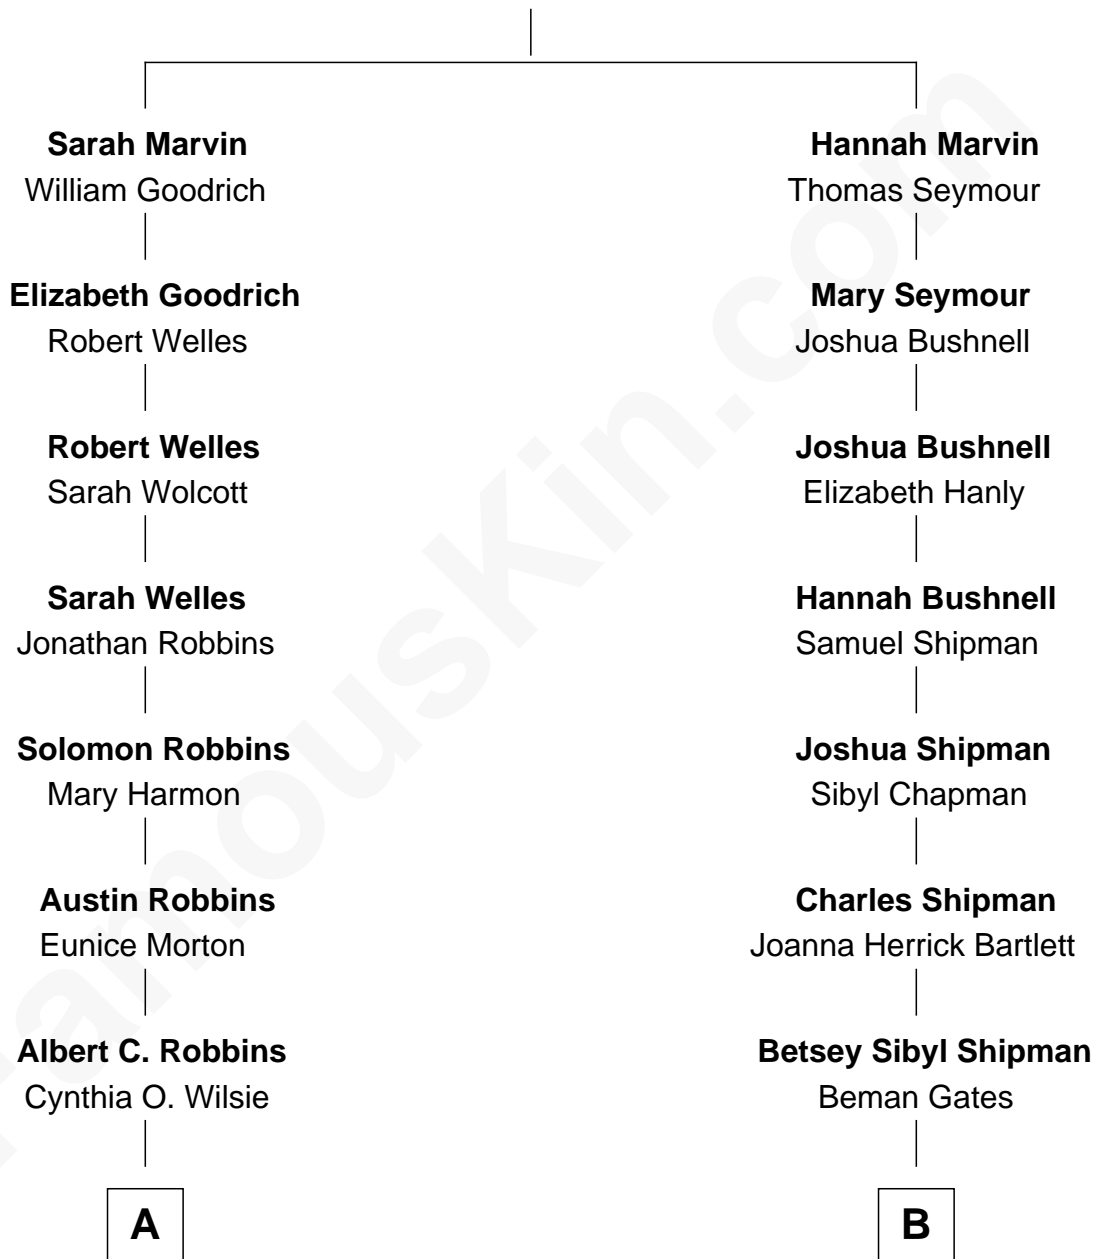 Sarah Marvin
William Goodrich
Hannah Marvin
Thomas Seymour
Elizabeth Goodrich
Robert Welles
Mary Seymour
Joshua Bushnell
Robert Welles
Sarah Wolcott
Joshua Bushnell
Elizabeth Hanly
Sarah Welles
Jonathan Robbins
Hannah Bushnell
Samuel Shipman
Solomon Robbins
Mary Harmon
Joshua Shipman
Sibyl Chapman
Austin Robbins
Eunice Morton
Charles Shipman
Joanna Herrick Bartlett
Albert C. Robbins
Cynthia O. Wilsie
Betsey Sibyl Shipman
Beman Gates
A
B
FamousKin.com